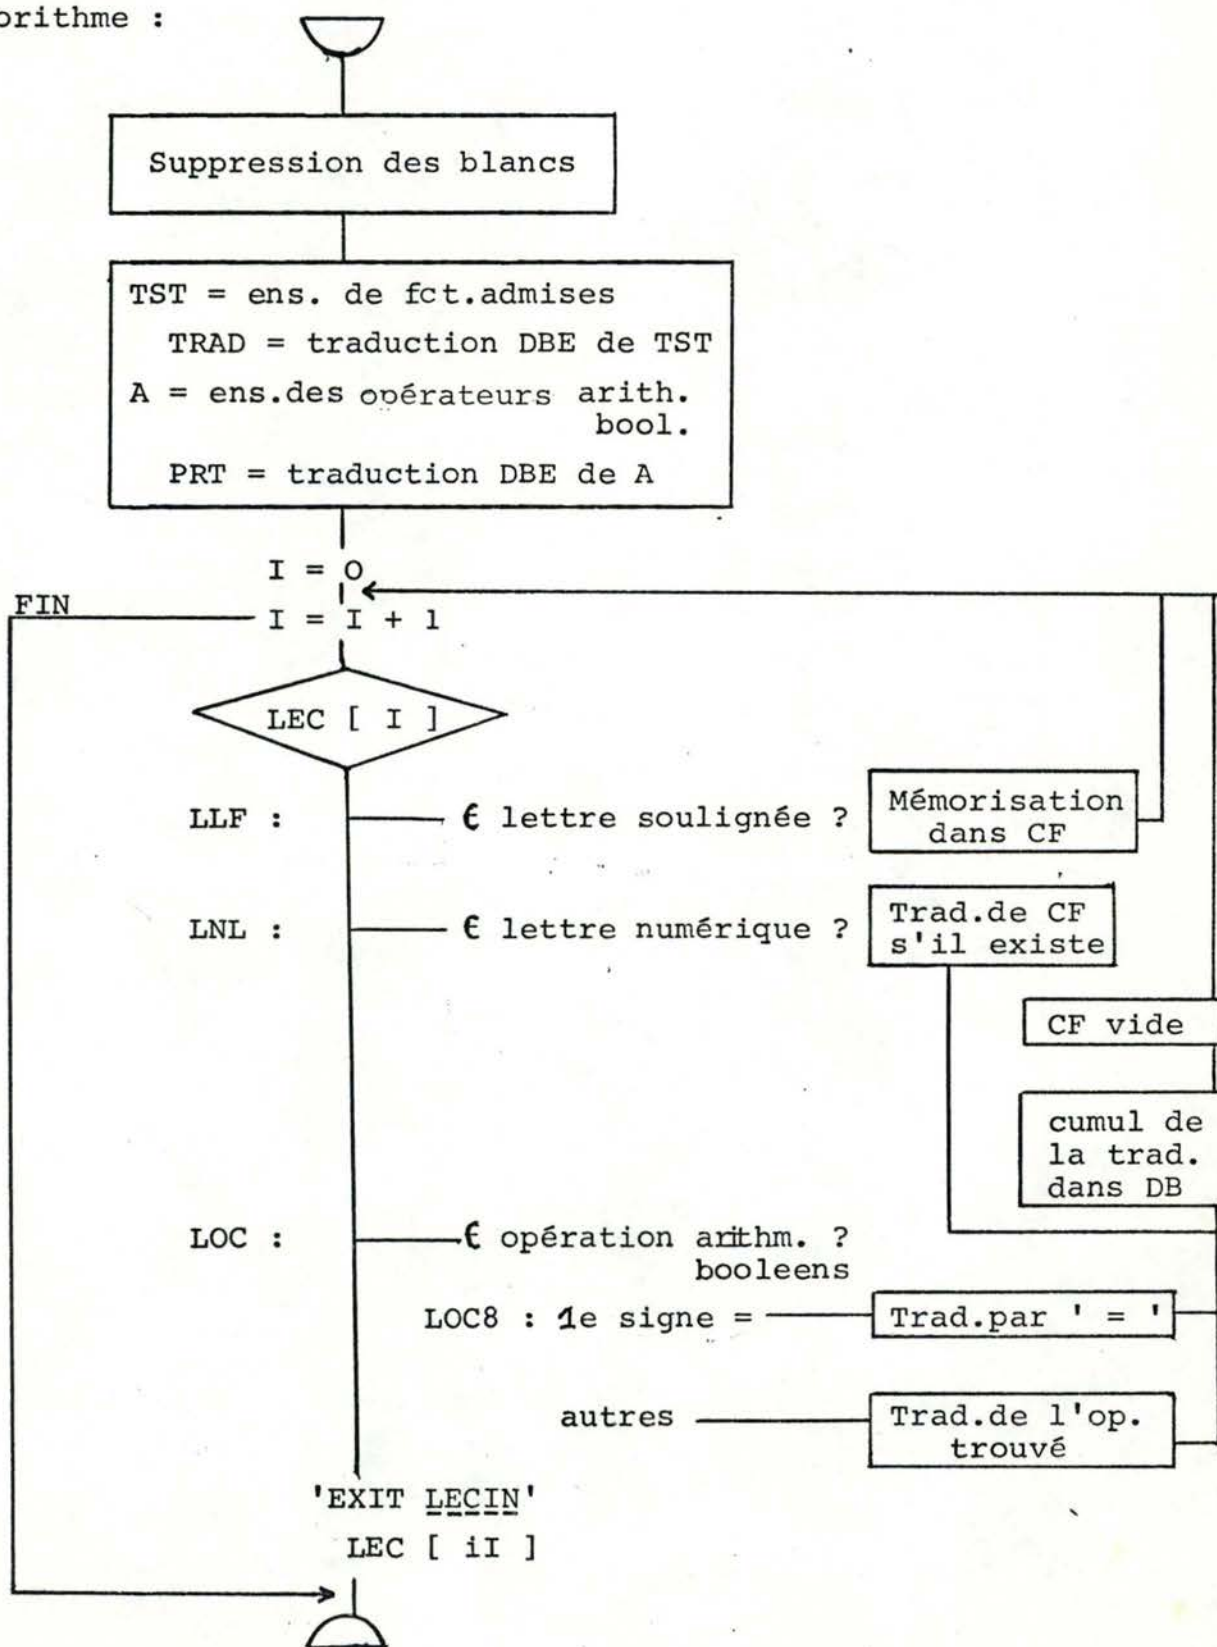 orithme :
Suppression des blancs
TST = ens. de fct.admises
TRAD = traduction DBE de TST
A = ens.des opérateurs arith.
bool.
PRT = traduction DBE de A
I = O
FIN
I = I + 1
LEC [ I ]
LLF : € lettre soulignée ?
Mémorisation
dans CF
LNL : € lettre numérique ?
Trad.de CF
s'il existe
CF vide
cumul de
la trad.
dans DB
LOC : € opération arithm. ?
booleens
LOC8 : 1e signe =
Trad.par ' = '
autres
Trad.de l'op.
trouvé
'EXIT LECIN'
LEC [ iI ]